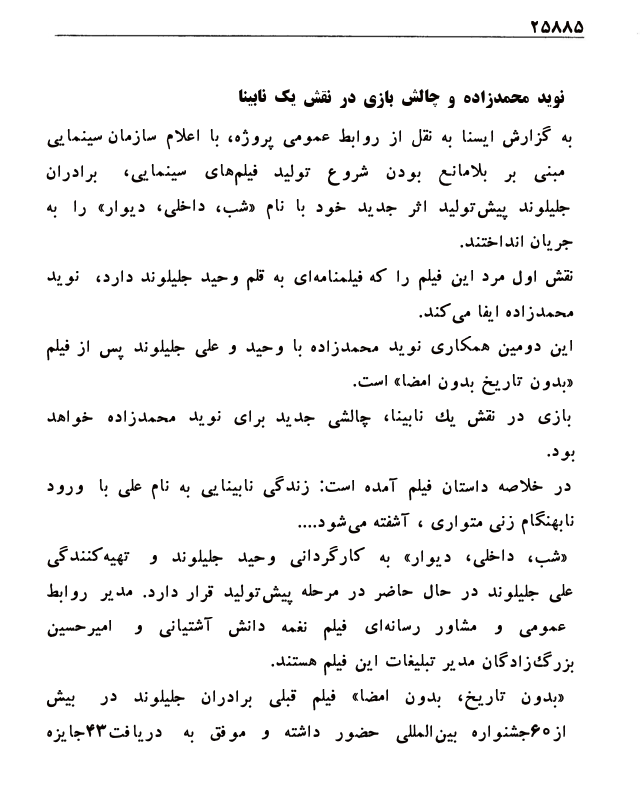 ۲۵۸۸۵
نوید محمدزاده و چالش بازی در نقش یک نابینا
به گزارش ایسنا به نقل از روابط عمومی پروژه، با اعلام سازمان سینمایی
مبنی بر بلامانع بودن شروع تولید فیلم‌های سینمایی، برادران
جلیلوند پیش‌تولید اثر جدید خود با نام «شب، داخلی، دیوار» را به
جریان انداختند.
نقش اول مرد این فیلم را که فیلمنامه‌ای به قلم وحید جلیلوند دارد، نوید
محمدزاده ایفا می‌کند.
این دومین همکاری نوید محمدزاده با وحید و علی جلیلوند پس از فیلم
«بدون تاریخ بدون امضا» است.
بازی در نقش یك نابینا، چالشی جدید برای نوید محمدزاده خواهد
بود.
در خلاصه داستان فیلم آمده است: زندگی نابینایی به نام علی با ورود
نابهنگام زنی متواری ، آشفته می‌شود....
«شب، داخلی، دیوار» به کارگردانی وحید جلیلوند و تهیه‌کنندگی
علی جلیلوند در حال حاضر در مرحله پیش‌تولید قرار دارد. مدیر روابط
عمومی و مشاور رسانه‌ای فیلم نغمه دانش آشتیانی و امیرحسین
بزرگ‌زادگان مدیر تبلیغات این فیلم هستند.
«بدون تاریخ، بدون امضا» فیلم قبلی برادران جلیلوند در بیش
از۶۰جشنواره بین‌المللی حضور داشته و موفق به دریافت۴۳جایزه